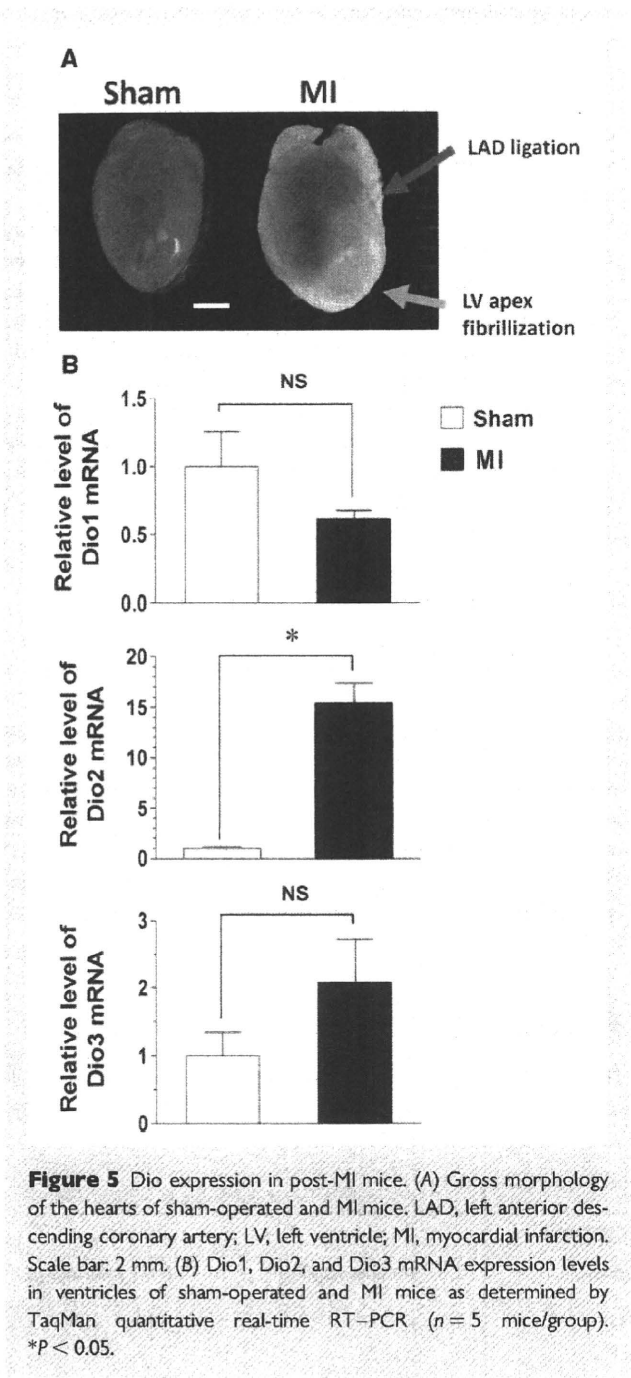 A
Sham MI
LAD ligation
LV apex
fibrillization
B
NS
Relative level of
Dio1 mRNA
1.5
1.0
0.5
0.0
Sham
MI
*
Relative level of
Dio2 mRNA
20
15
10
5
0
NS
Relative level of
Dio3 mRNA
3
2
1
0
Figure 5 Dio expression in post-MI mice. (A) Gross morphology
of the hearts of sham-operated and MI mice. LAD, left anterior des-
cending coronary artery; LV, left ventricle; MI, myocardial infarction.
Scale bar: 2 mm. (B) Dio1, Dio2, and Dio3 mRNA expression levels
in ventricles of sham-operated and MI mice as determined by
TaqMan quantitative real-time RT–PCR (n = 5 mice/group).
*P < 0.05.